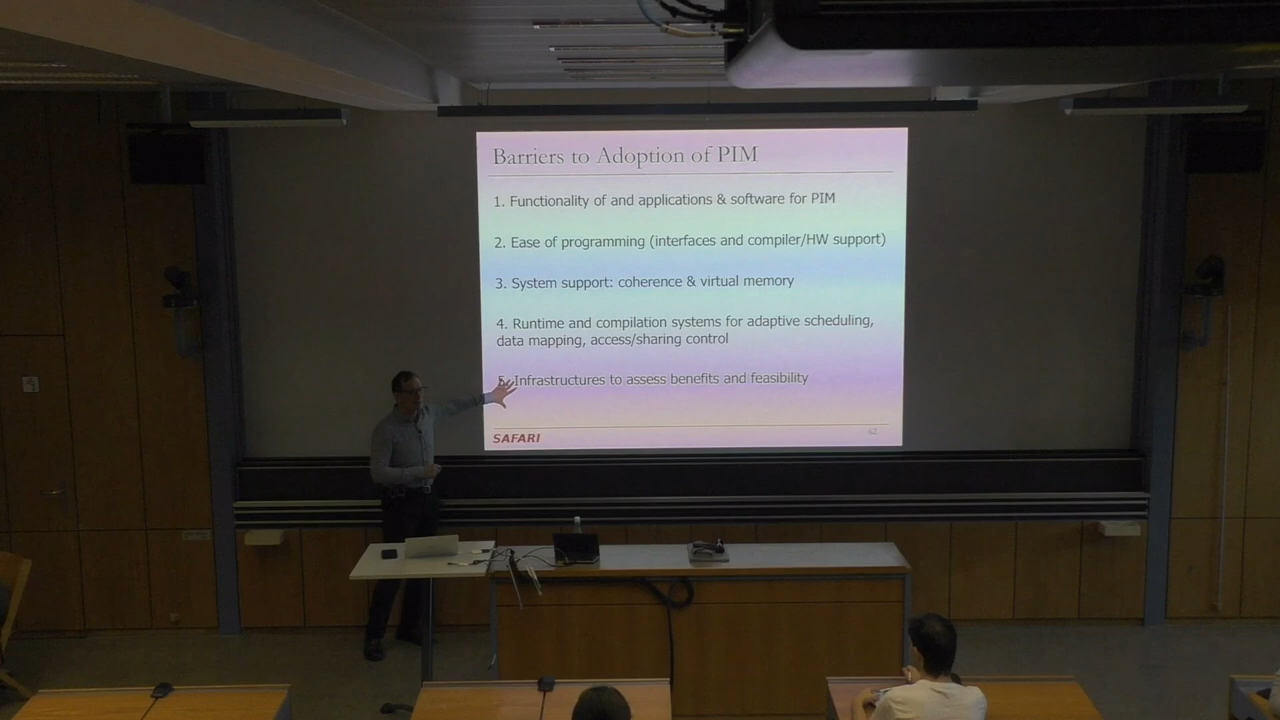 Barriers to Adoption of PIM
1. Functionality of and applications & software for PIM
2. Ease of programming (interfaces and compiler/HW support)
3. System support: coherence & virtual memory
4. Runtime and compilation systems for adaptive scheduling,
data mapping, access/sharing control
5. Infrastructures to assess benefits and feasibility
SAFARI
62